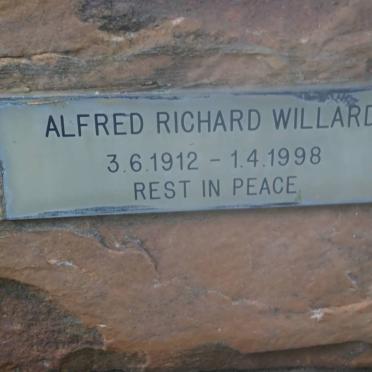 ALFRED RICHARD WILLARD
3.6.1912 - 1.4.1998
REST IN PEACE